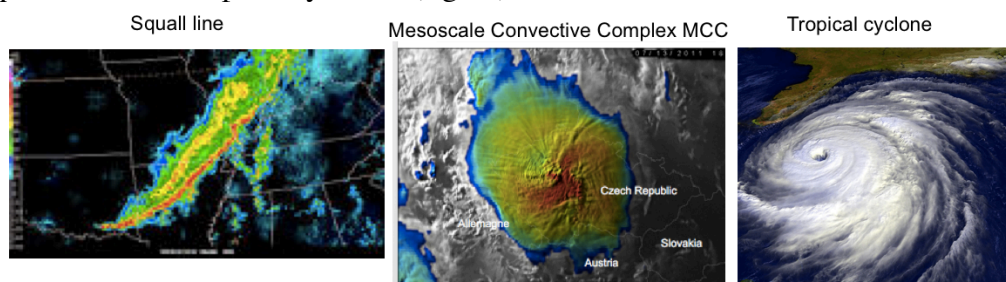 Squall line
Mesoscale Convective Complex MCC
Tropical cyclone
Czech Republic
Allemagne
Slovakia
Austria